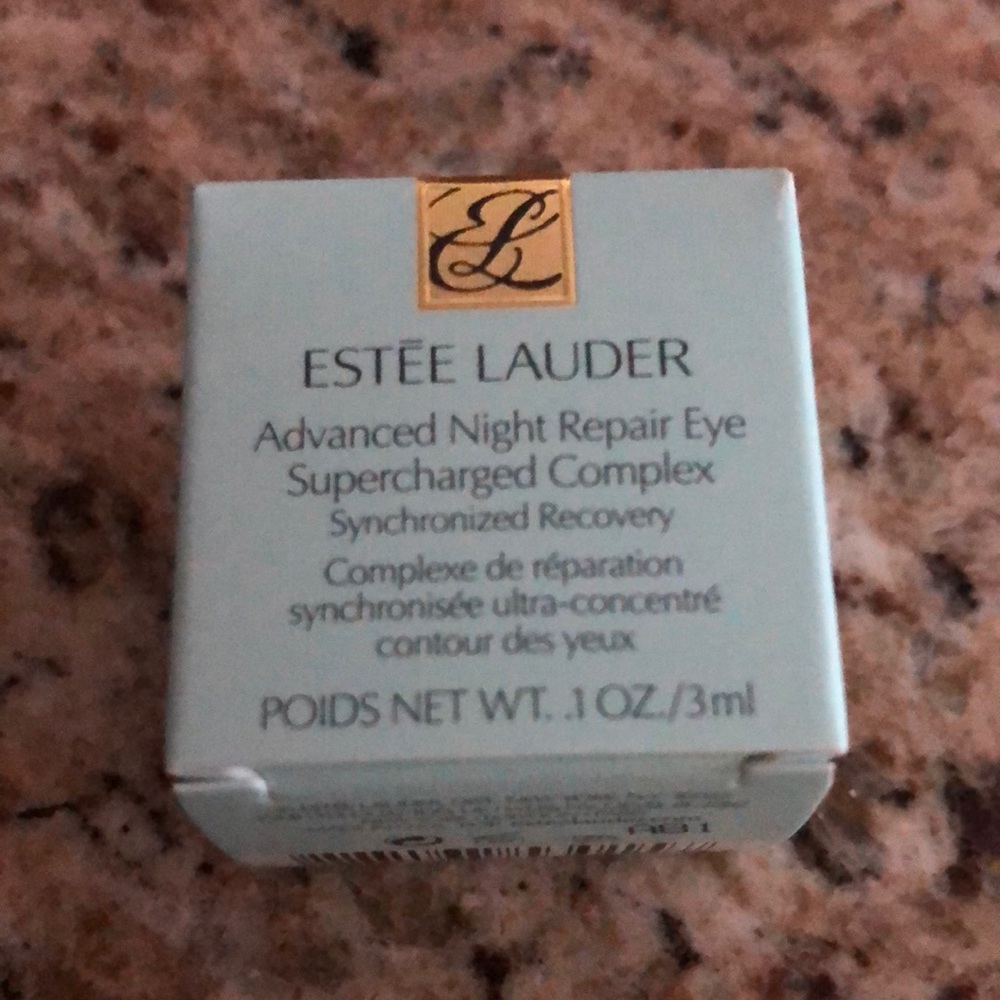 EL
ESTĒE LAUDER
Advanced Night Repair Eye
Supercharged Complex
Synchronized Recovery
Complexe de réparation
synchronisée ultra-concentré
contour des yeux
POIDS NET WT. .1 OZ./3ml